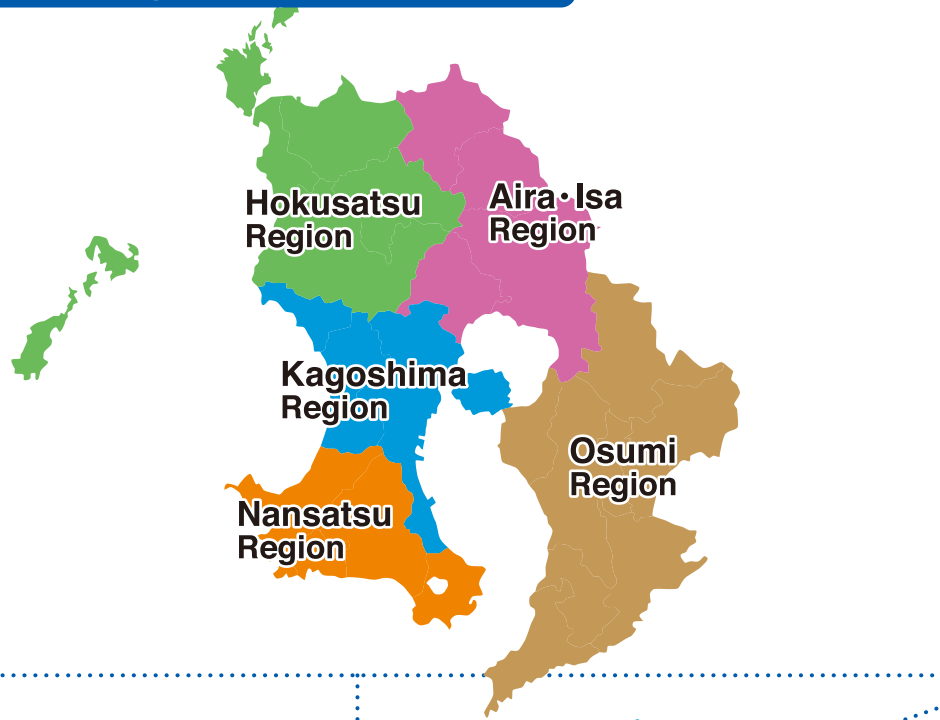 Hokusatsu
Region
Aira・Isa
Region
Kagoshima
Region
Osumi
Region
Nansatsu
Region